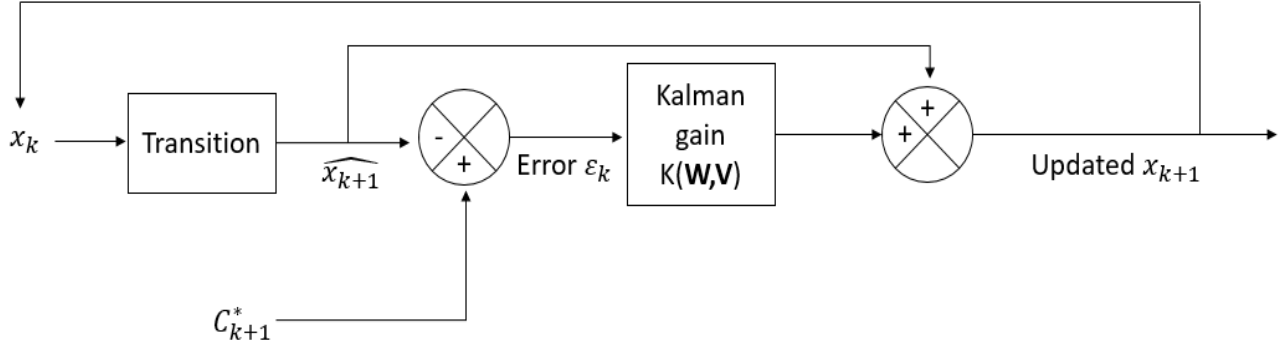 x_k
Transition
\widehat{x_{k+1}}
-
+
Error ε_k
Kalman
gain
K(W,V)
+
+
Updated x_{k+1}
C^*_{k+1}